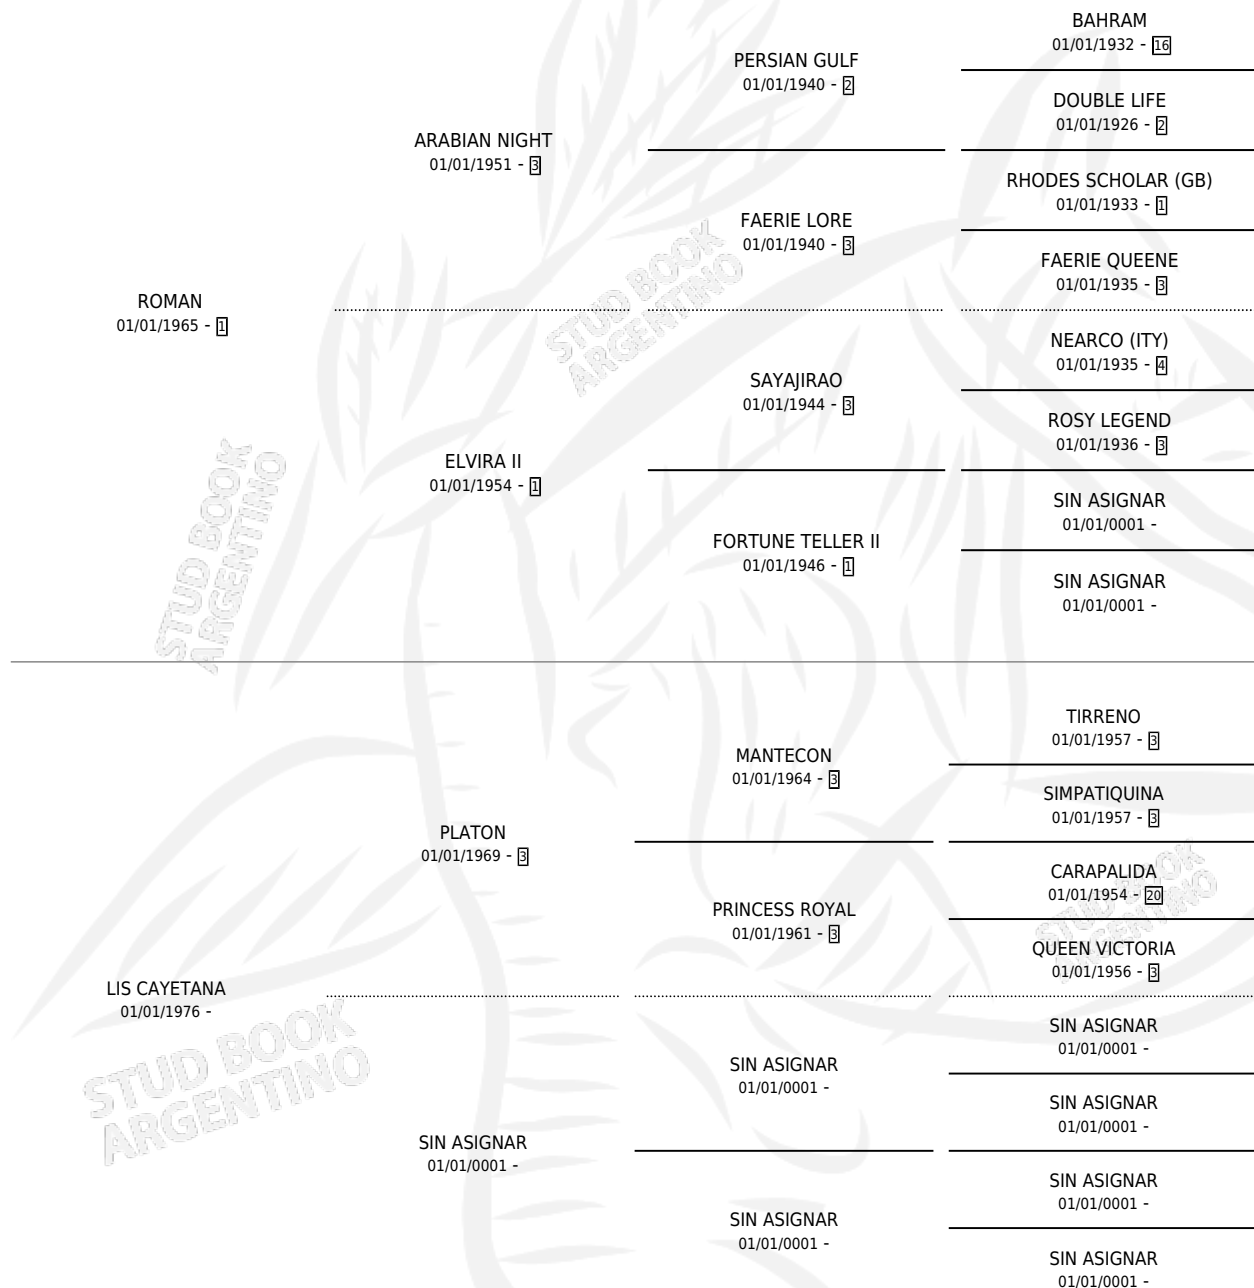 BAHRAM
01/01/1932 - 16
PERSIAN GULF
01/01/1940 - 2
DOUBLE LIFE
01/01/1926 - 2
ARABIAN NIGHT
01/01/1951 - 3
RHODES SCHOLAR (GB)
01/01/1933 - 1
FAERIE LORE
01/01/1940 - 3
FAERIE QUEENE
01/01/1935 - 3
ROMAN
01/01/1965 - 1
NEARCO (ITY)
01/01/1935 - 4
SAYAJIRAO
01/01/1944 - 3
ROSY LEGEND
01/01/1936 - 3
ELVIRA II
01/01/1954 - 1
SIN ASIGNAR
01/01/0001 -
FORTUNE TELLER II
01/01/1946 - 1
SIN ASIGNAR
01/01/0001 -
TIRRENO
01/01/1957 - 3
MANTECON
01/01/1964 - 3
SIMPATIQUINA
01/01/1957 - 3
PLATON
01/01/1969 - 3
CARAPALIDA
01/01/1954 - 20
PRINCESS ROYAL
01/01/1961 - 3
QUEEN VICTORIA
01/01/1956 - 3
LIS CAYETANA
01/01/1976 -
SIN ASIGNAR
01/01/0001 -
SIN ASIGNAR
01/01/0001 -
SIN ASIGNAR
01/01/0001 -
SIN ASIGNAR
01/01/0001 -
SIN ASIGNAR
01/01/0001 -
SIN ASIGNAR
01/01/0001 -
SIN ASIGNAR
01/01/0001 -
STUD BOOK
ARGENTINO
STUD BOOK
ARGENTINO
STUD BOOK
ARGENTINO
STUD BOOK
ARGENTINO